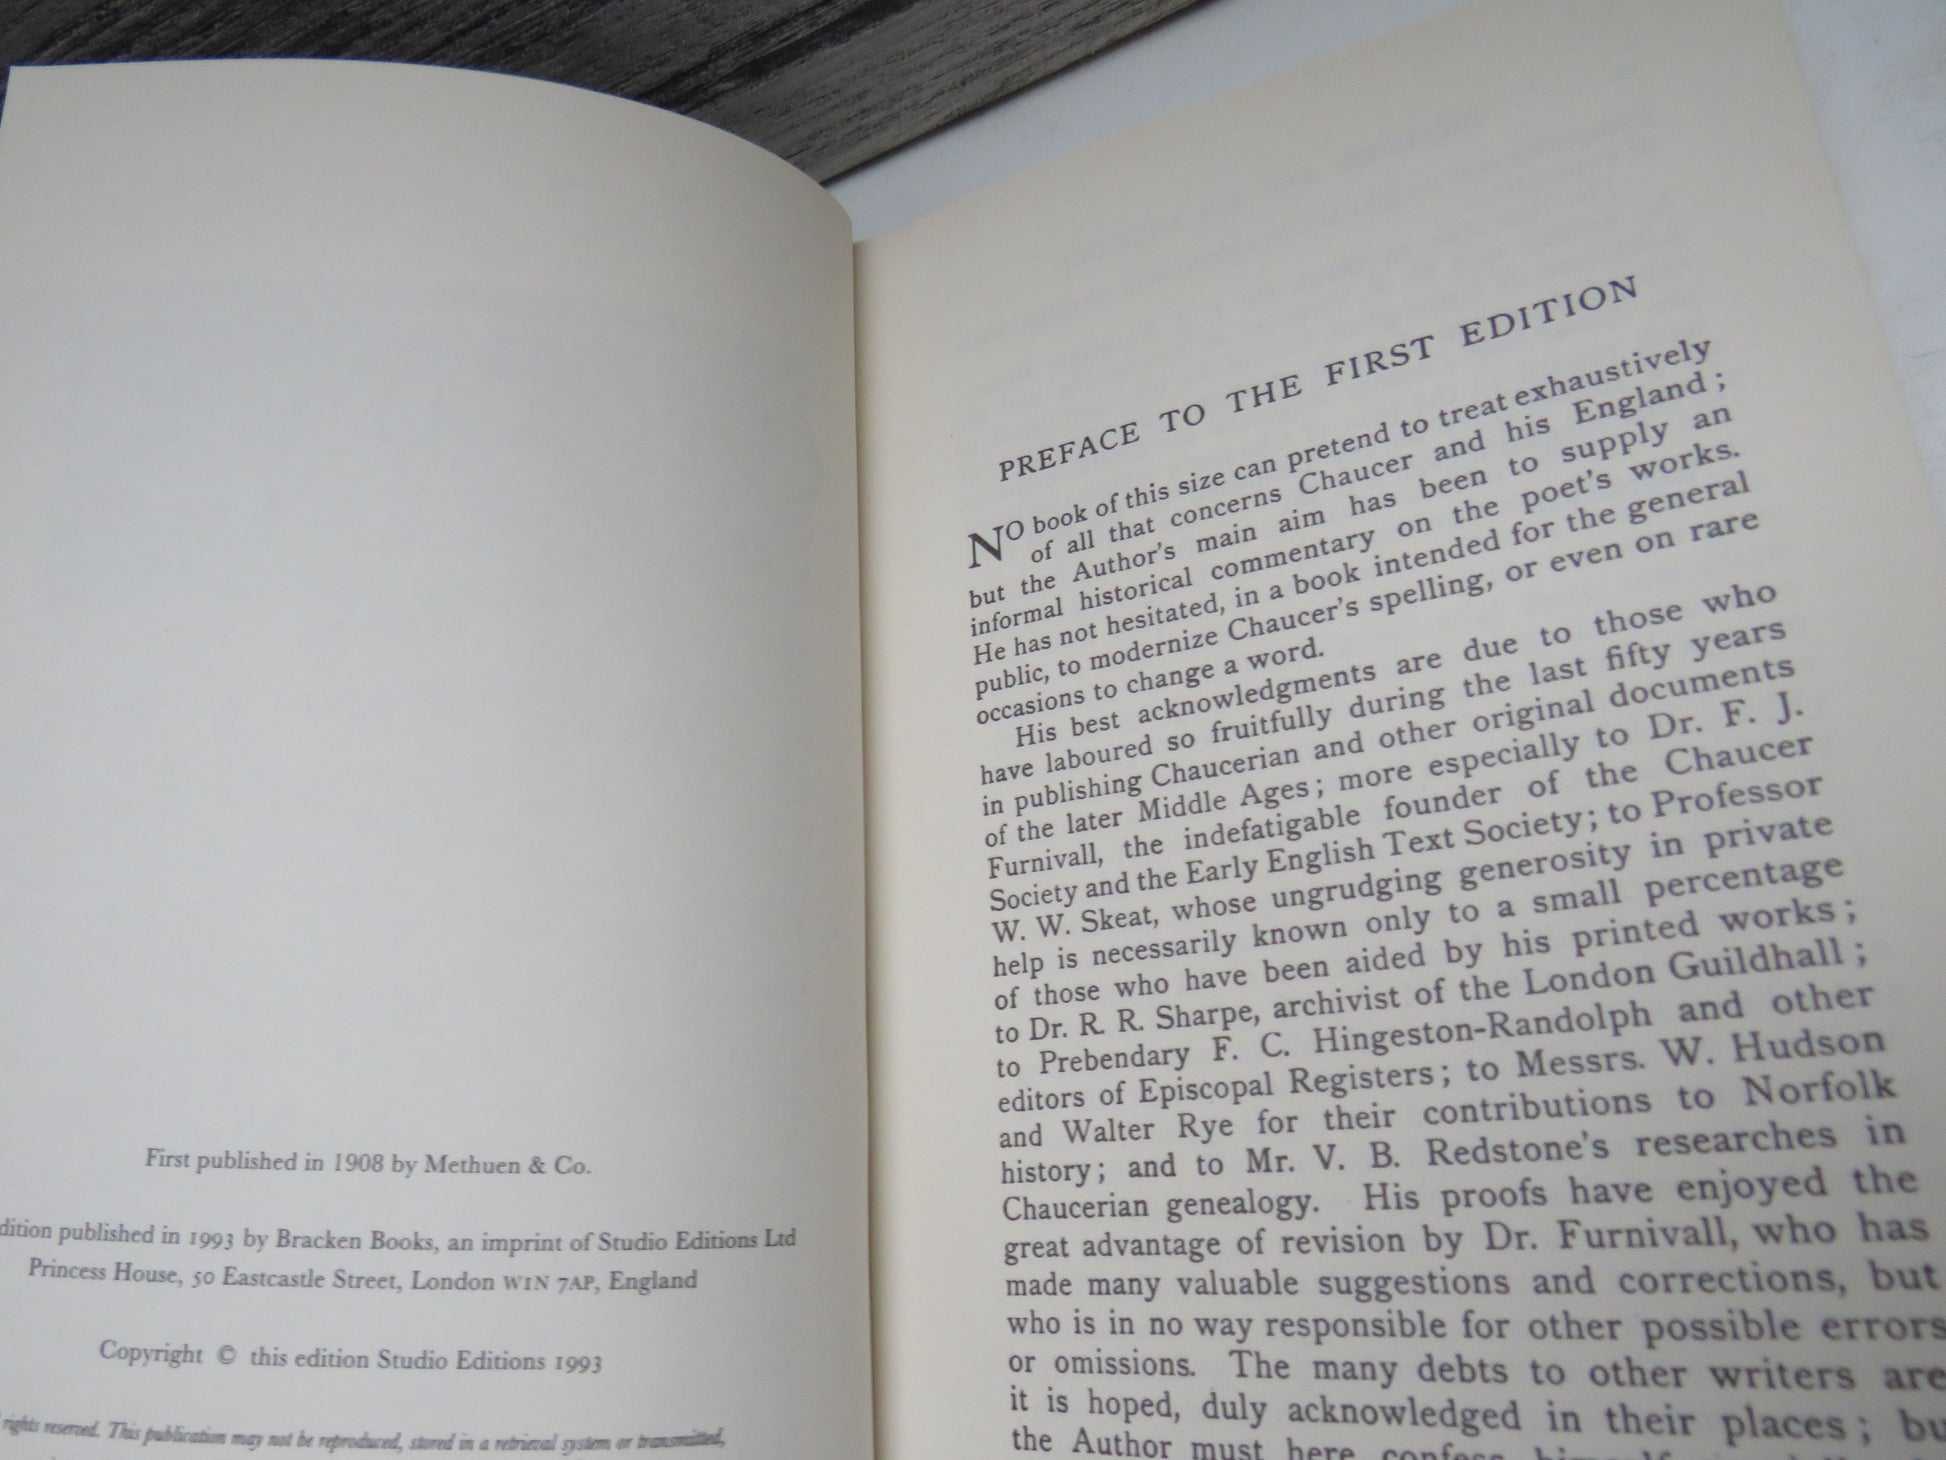 First published in 1908 by Methuen & Co.
dition published in 1993 by Bracken Books, an imprint of Studio Editions Ltd
Princess House, 50 Eastcastle Street, London W1N 7AP, England
Copyright © this edition Studio Editions 1993
rights reserved. This publication may not be reproduced, stored in a retrieval system or transmitted,
PREFACE TO THE FIRST EDITION
NO book of this size can pretend to treat exhaustively
of all that concerns Chaucer and his England;
but the Author's main aim has been to supply an
informal historical commentary on the poet's works.
He has not hesitated, in a book intended for the general
public, to modernize Chaucer's spelling, or even on rare
occasions to change a word.
His best acknowledgments are due to those who
have laboured so fruitfully during the last fifty years
in publishing Chaucerian and other original documents
of the later Middle Ages; more especially to Dr. F. J.
Furnivall, the indefatigable founder of the Chaucer
Society and the Early English Text Society; to Professor
W. W. Skeat, whose ungrudging generosity in private
help is necessarily known only to a small percentage
of those who have been aided by his printed works;
to Dr. R. R. Sharpe, archivist of the London Guildhall;
to Prebendary F. C. Hingeston-Randolph and other
editors of Episcopal Registers; to Messrs. W. Hudson
and Walter Rye for their contributions to Norfolk
history; and to Mr. V. B. Redstone's researches in
Chaucerian genealogy. His proofs have enjoyed the
great advantage of revision by Dr. Furnivall, who has
made many valuable suggestions and corrections, but
who is in no way responsible for other possible errors
or omissions. The many debts to other writers are
it is hoped, duly acknowledged in their places; bu
the Author must here confess himself